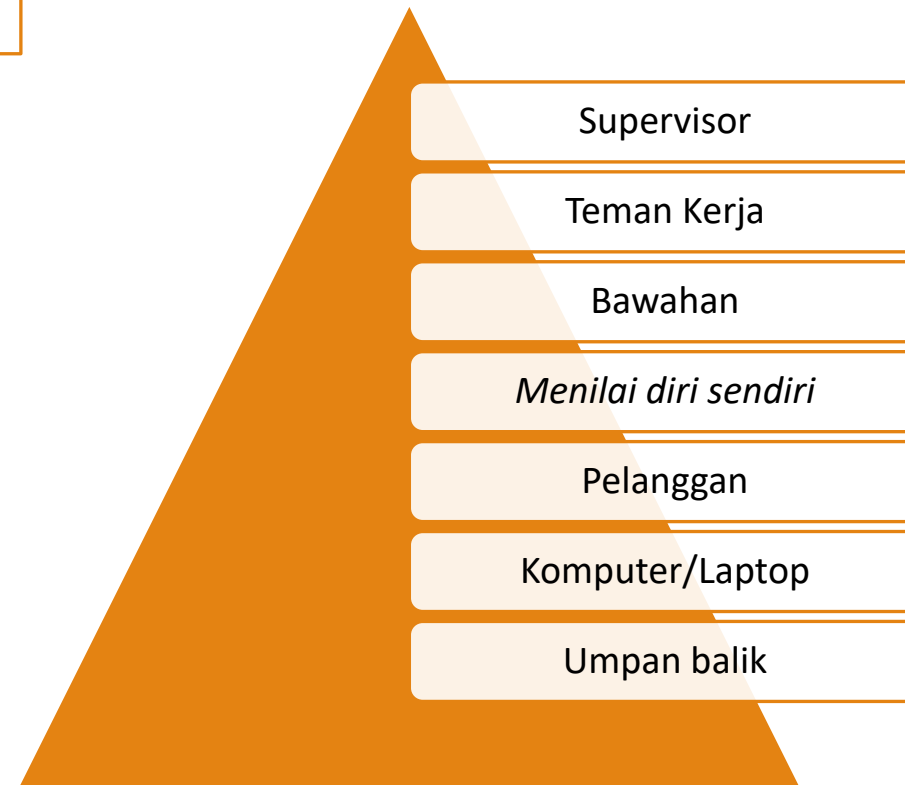 Supervisor
Teman Kerja
Bawahan
Menilai diri sendiri
Pelanggan
Komputer/Laptop
Umpan balik